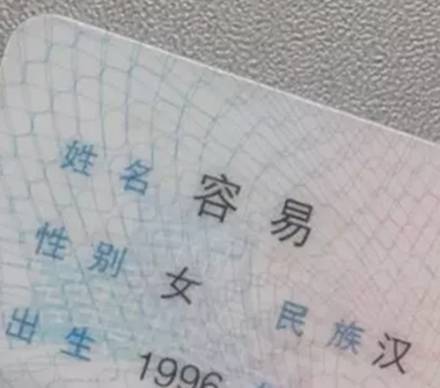 姓名 容易
性别 女 民族 汉
出生 1996